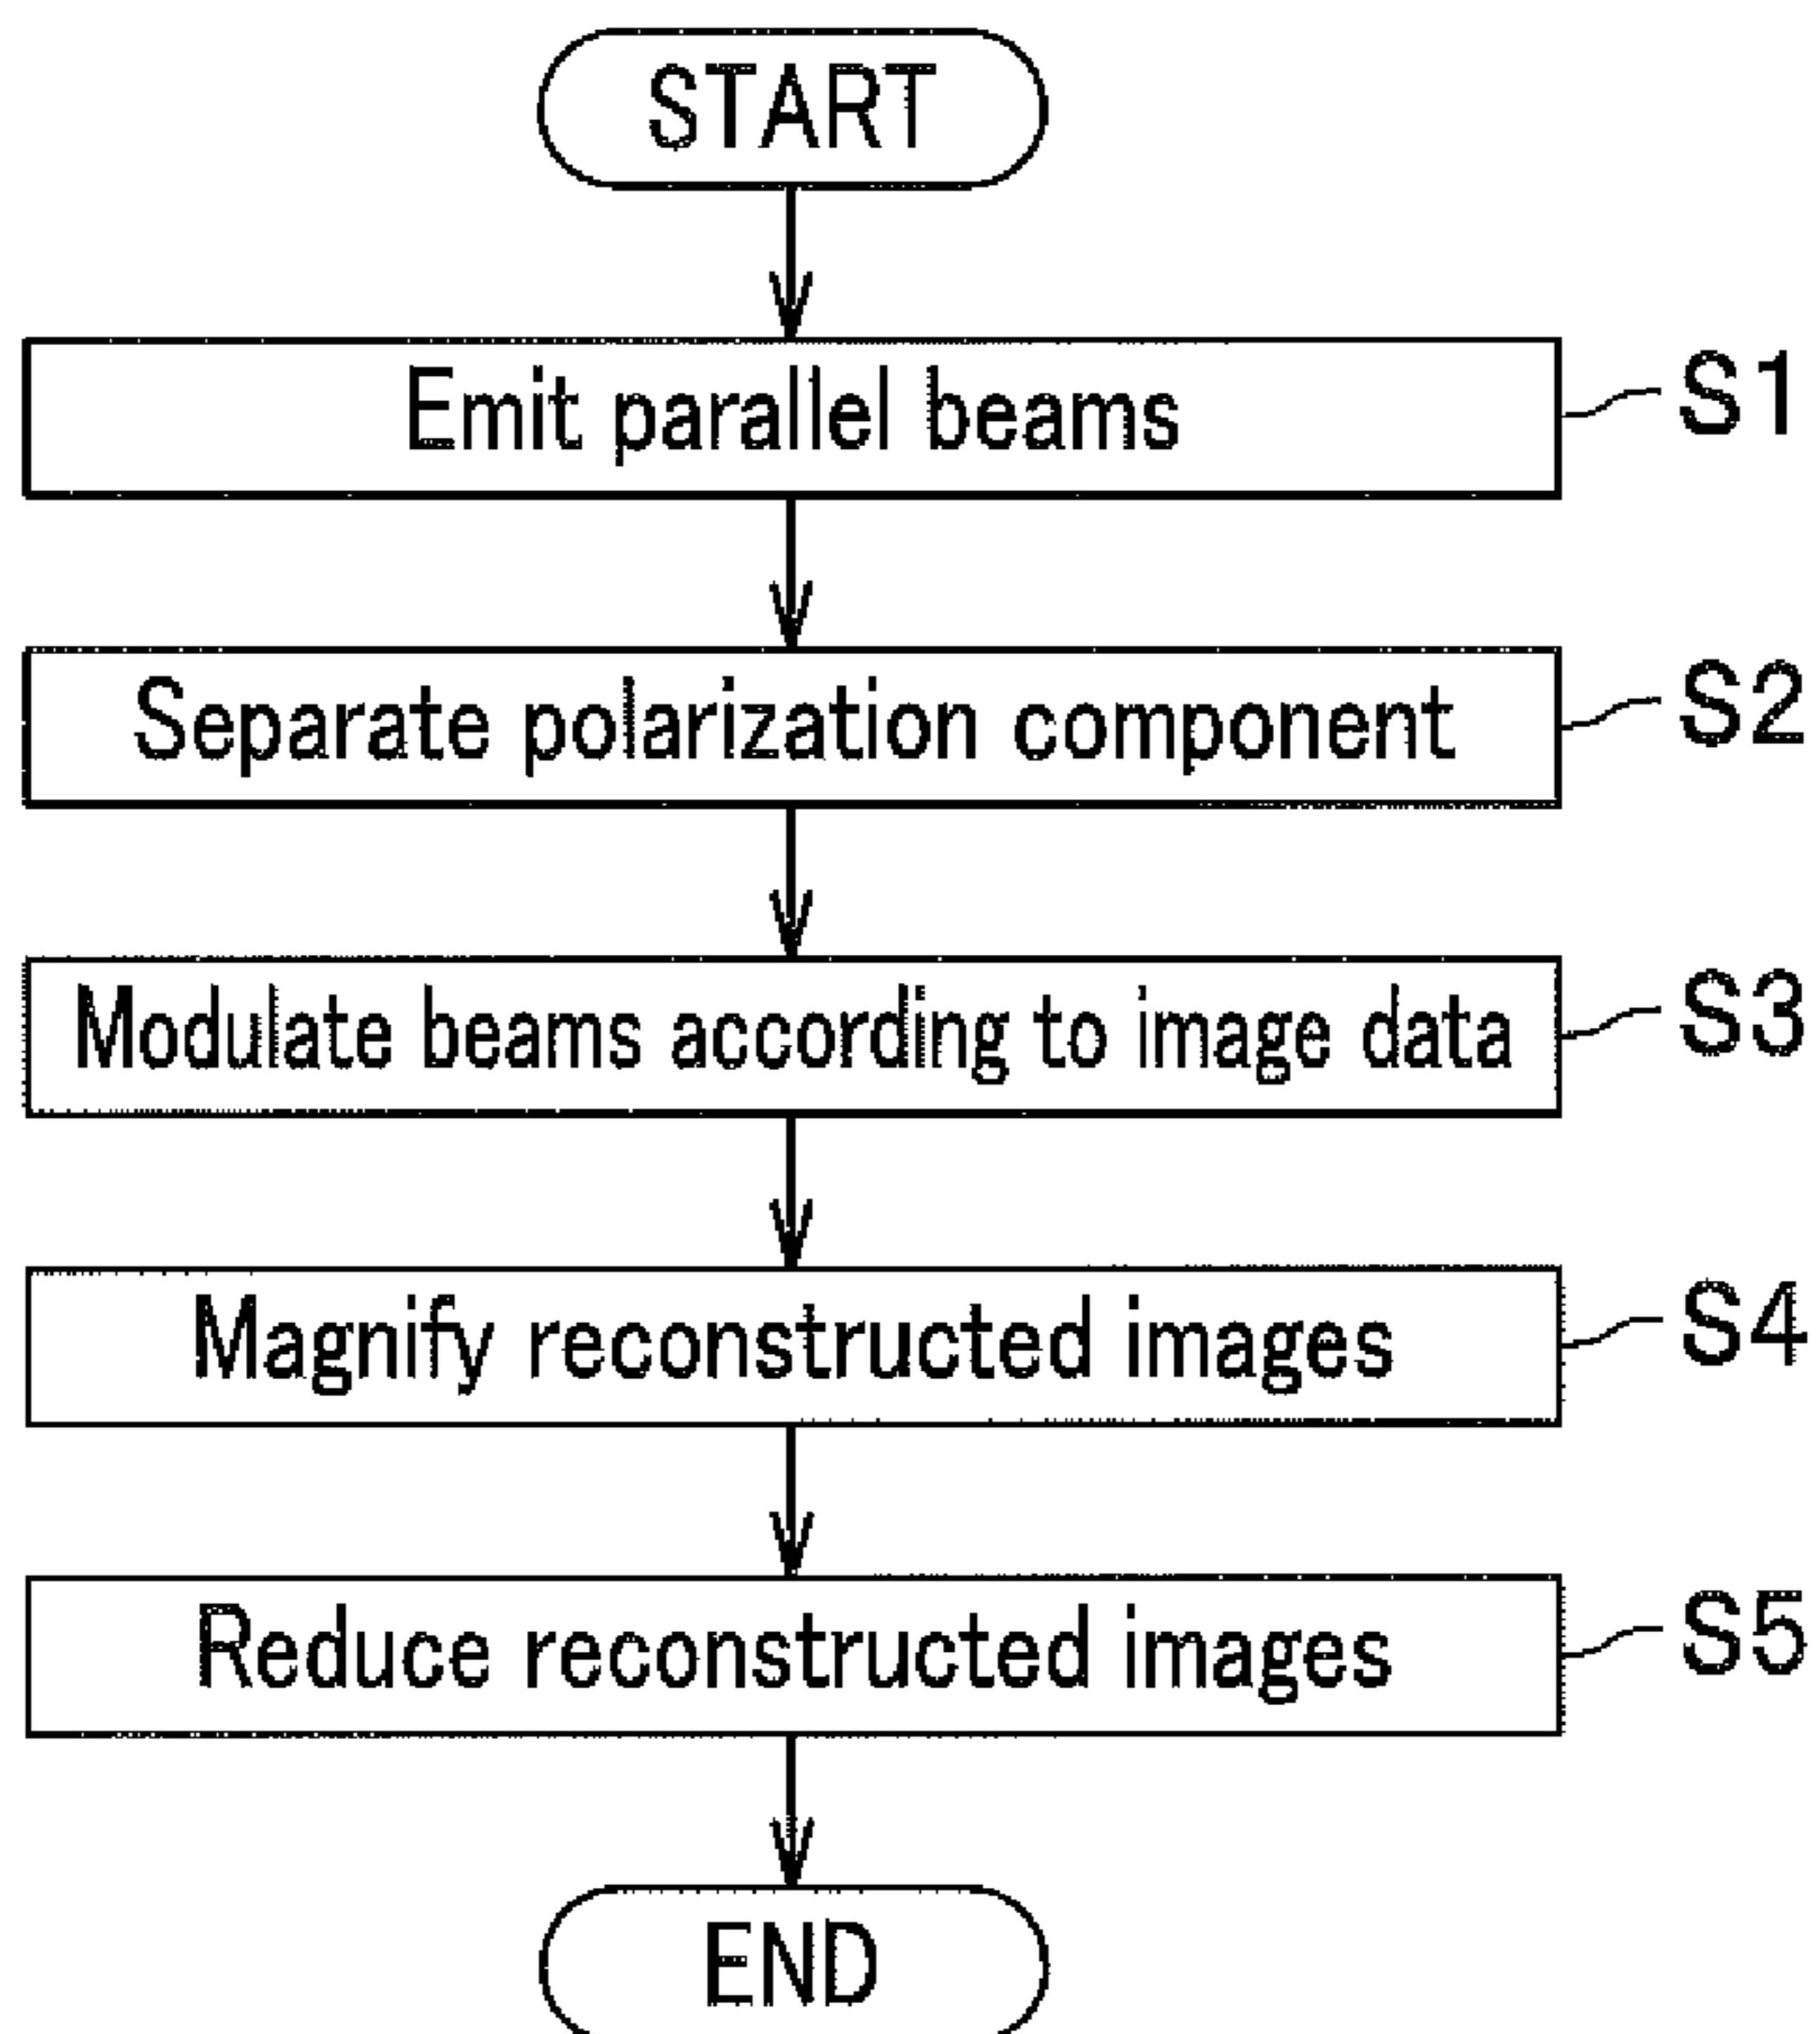 START
Emit parallel beams
S1
Separate polarization component
S2
Modulate beams according to image data
S3
Magnify reconstructed images
S4
Reduce reconstructed images
S5
END